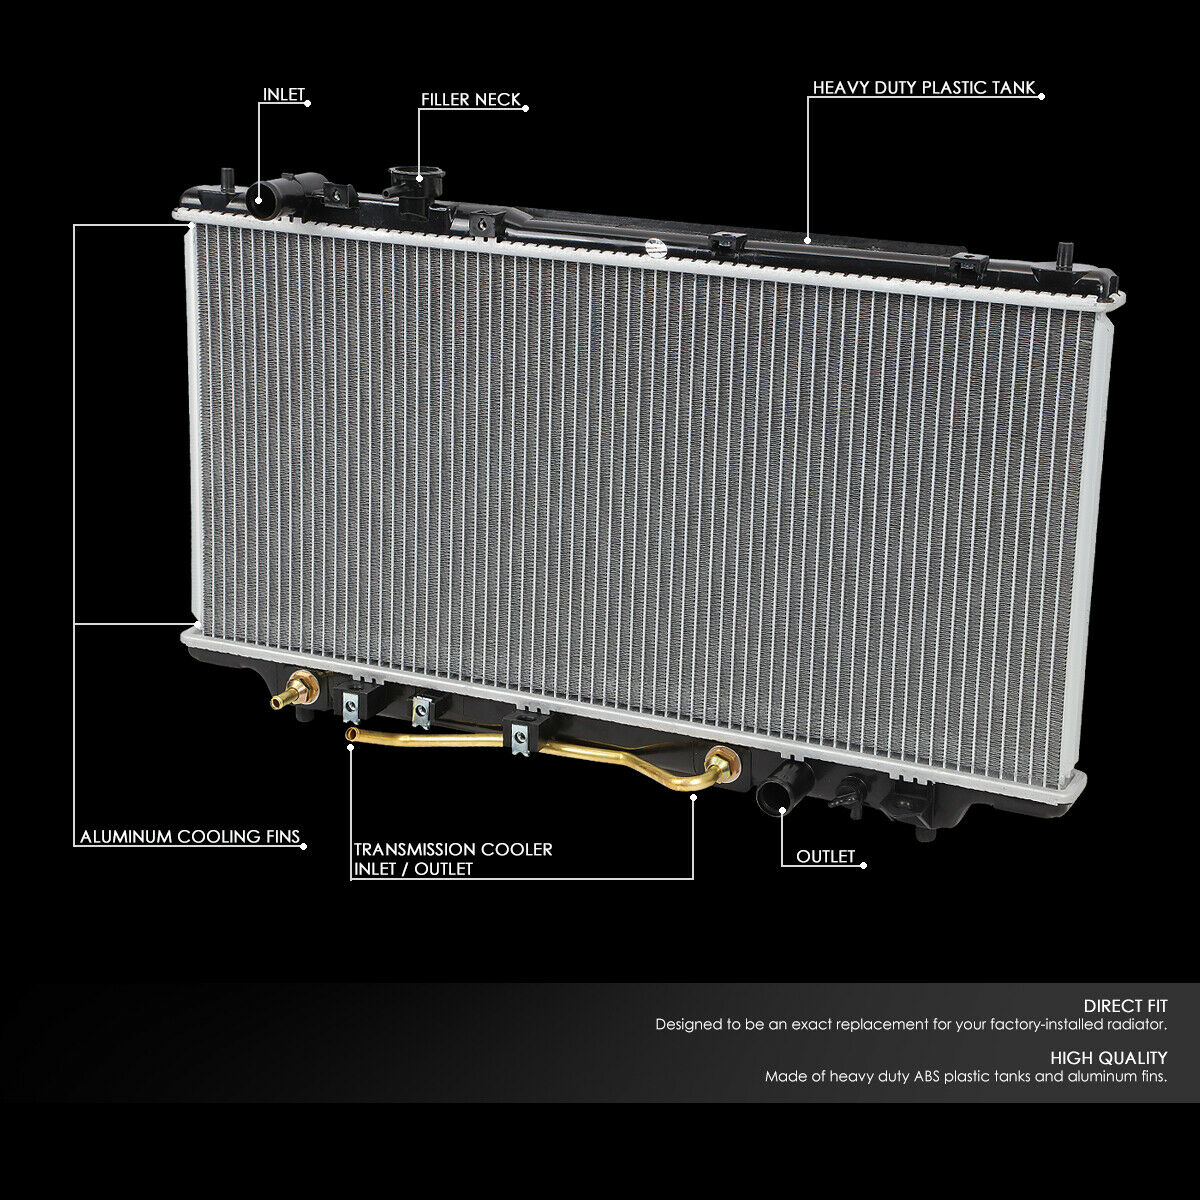 INLET
FILLER NECK
HEAVY DUTY PLASTIC TANK
ALUMINUM COOLING FINS
TRANSMISSION COOLER
INLET / OUTLET
OUTLET
DIRECT FIT
Designed to be an exact replacement for your factory-installed radiator.
HIGH QUALITY
Made of heavy duty ABS plastic tanks and aluminum fins.